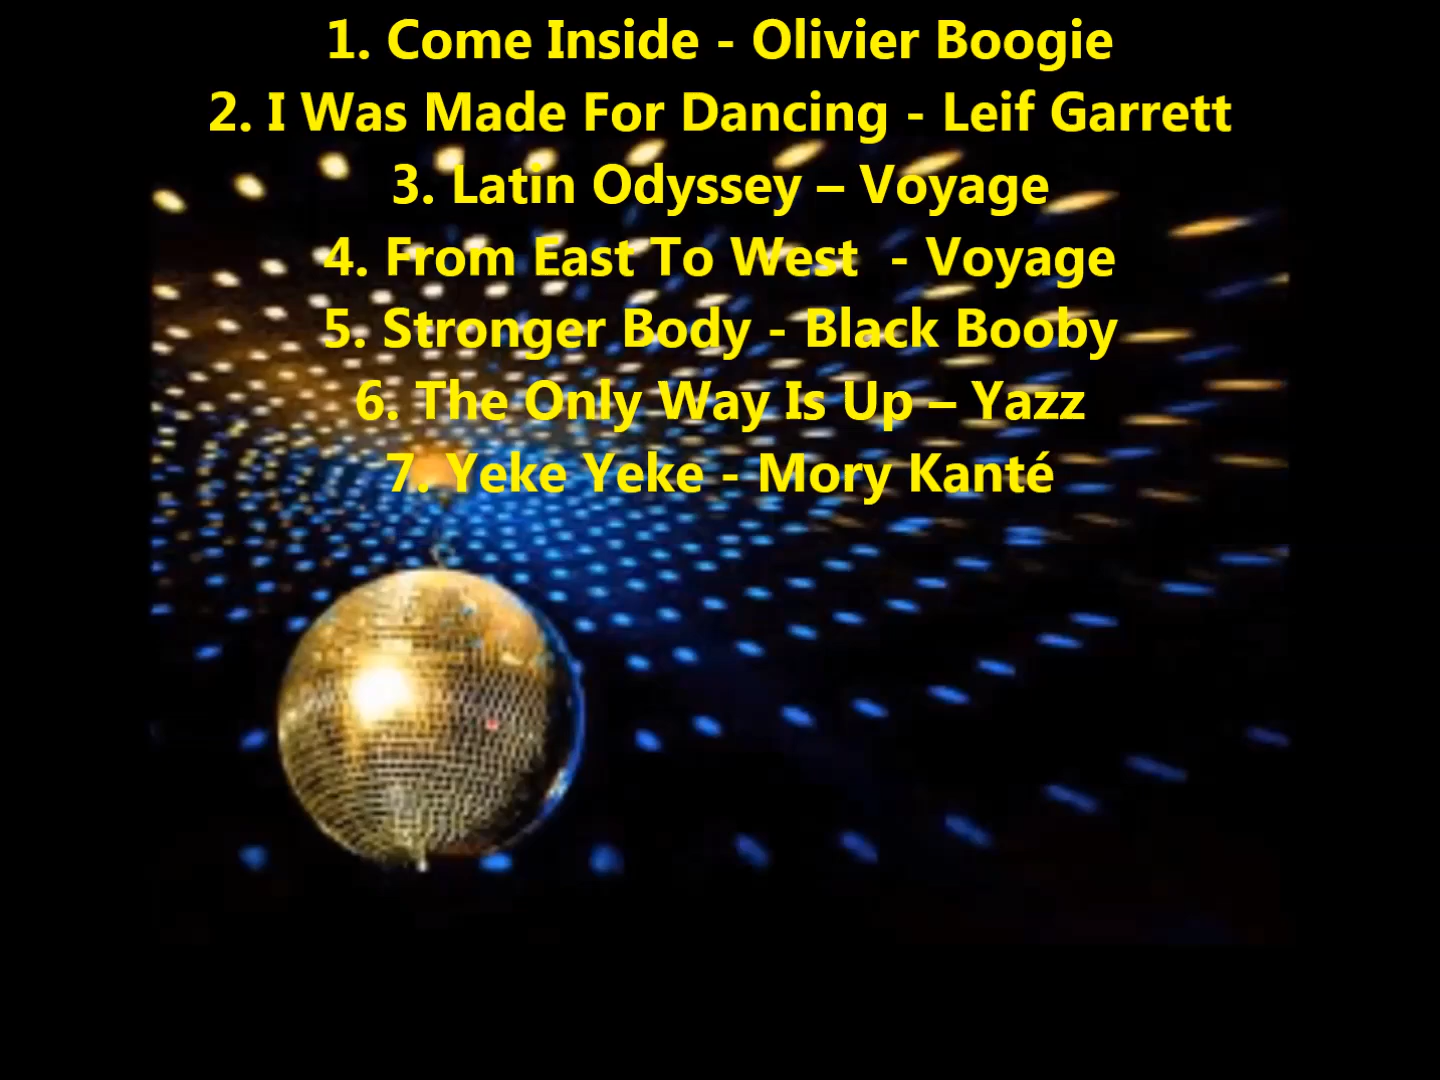 1. Come Inside - Olivier Boogie
2. I Was Made For Dancing - Leif Garrett
3. Latin Odyssey – Voyage
4. From East To West  - Voyage
5. Stronger Body - Black Booby
6. The Only Way Is Up – Yazz
7. Yeke Yeke - Mory Kanté